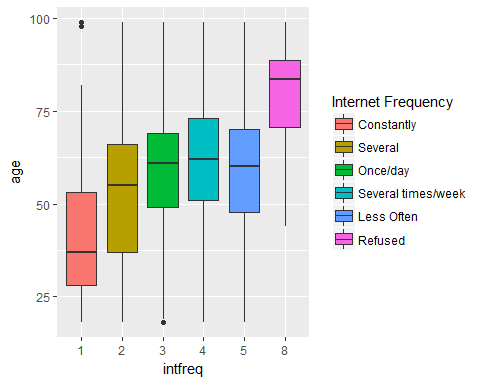 100
75
50
25
age
1 2 3 4 5 8
intfreq
Internet Frequency
Constantly
Several
Once/day
Several times/week
Less Often
Refused